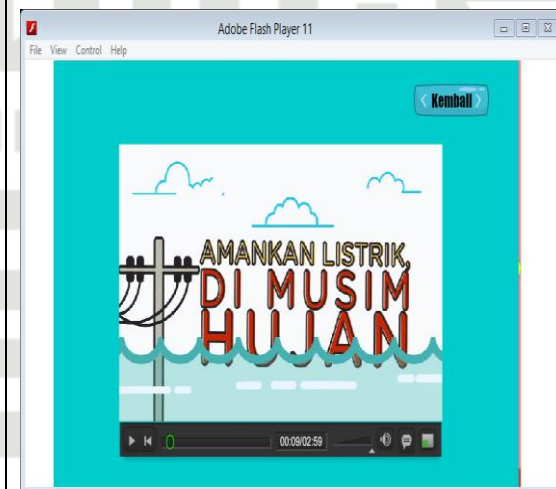 Adobe Flash Player 11
File View Control Help
Kembali
AMANKAN LISTRIK,
DI MUSIM
HUJAN
00:09/02:59